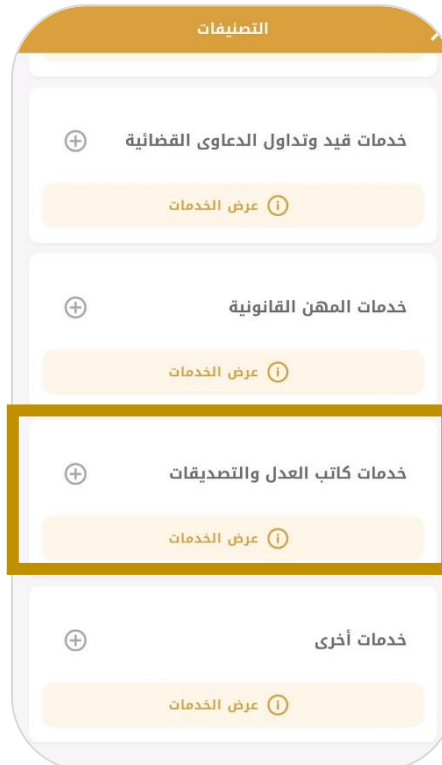 التصنيفات
خدمات قيد وتداول الدعاوى القضائية
عرض الخدمات
خدمات المهن القانونية
عرض الخدمات
خدمات كاتب العدل والتصديقات
عرض الخدمات
خدمات أخرى
عرض الخدمات